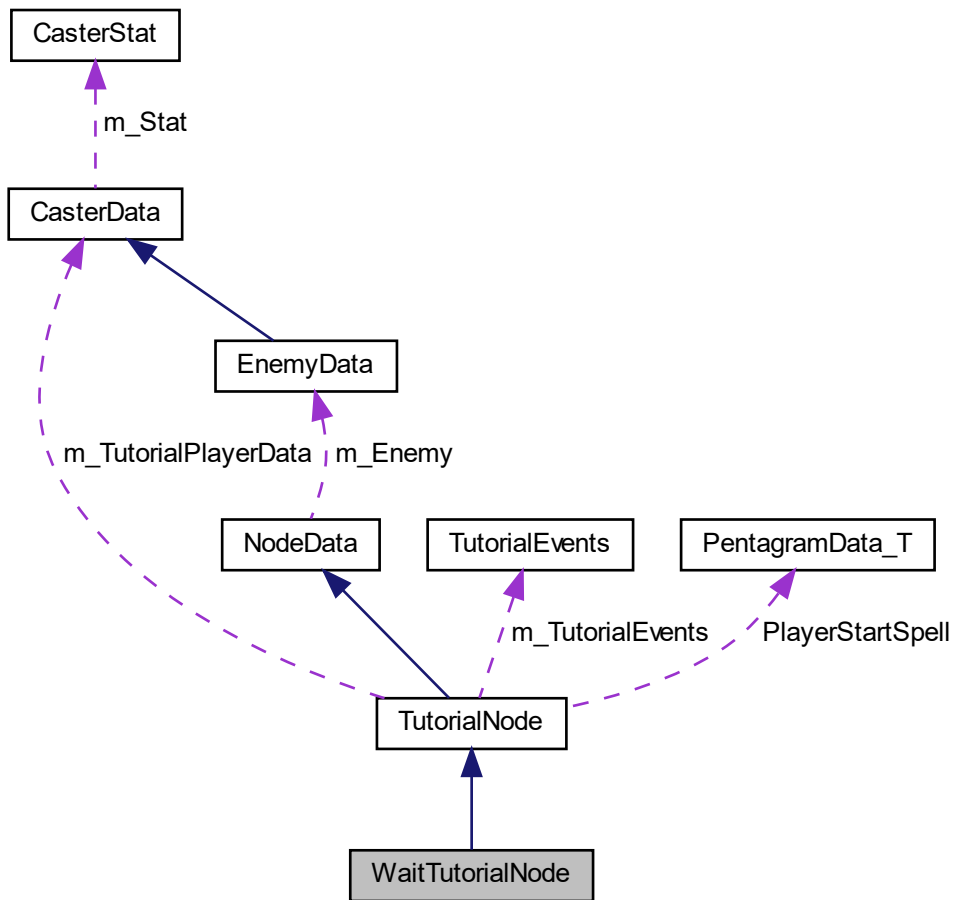 CasterStat
m_Stat
CasterData
EnemyData
m_TutorialPlayerData
m_Enemy
NodeData
TutorialEvents
PentagramData_T
m_TutorialEvents
PlayerStartSpell
TutorialNode
WaitTutorialNode